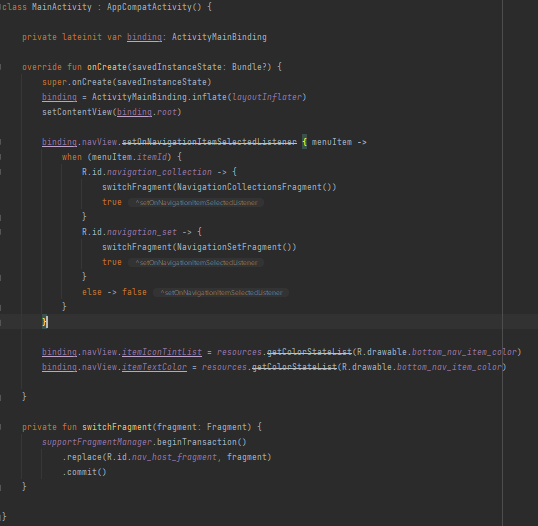 class MainActivity : AppCompatActivity() {
private lateinit var binding: ActivityMainBinding
override fun onCreate(savedInstanceState: Bundle?) {
super.onCreate(savedInstanceState)
binding = ActivityMainBinding.inflate(layoutInflater)
setContentView(binding.root)
binding.navView.setOnNavigationItemSelectedListener { menuItem ->
when (menuItem.itemId) {
R.id.navigation_collection -> {
switchFragment(NavigationCollectionsFragment())
true ^setOnNavigationItemSelectedListener
}
R.id.navigation_set -> {
switchFragment(NavigationSetFragment())
true ^setOnNavigationItemSelectedListener
}
else -> false ^setOnNavigationItemSelectedListener
}
}
binding.navView.itemIconTintList = resources.getColorStateList(R.drawable.bottom_nav_item_color)
binding.navView.itemTextColor = resources.getColorStateList(R.drawable.bottom_nav_item_color)
}
private fun switchFragment(fragment: Fragment) {
supportFragmentManager.beginTransaction()
.replace(R.id.nav_host_fragment, fragment)
.commit()
}
}